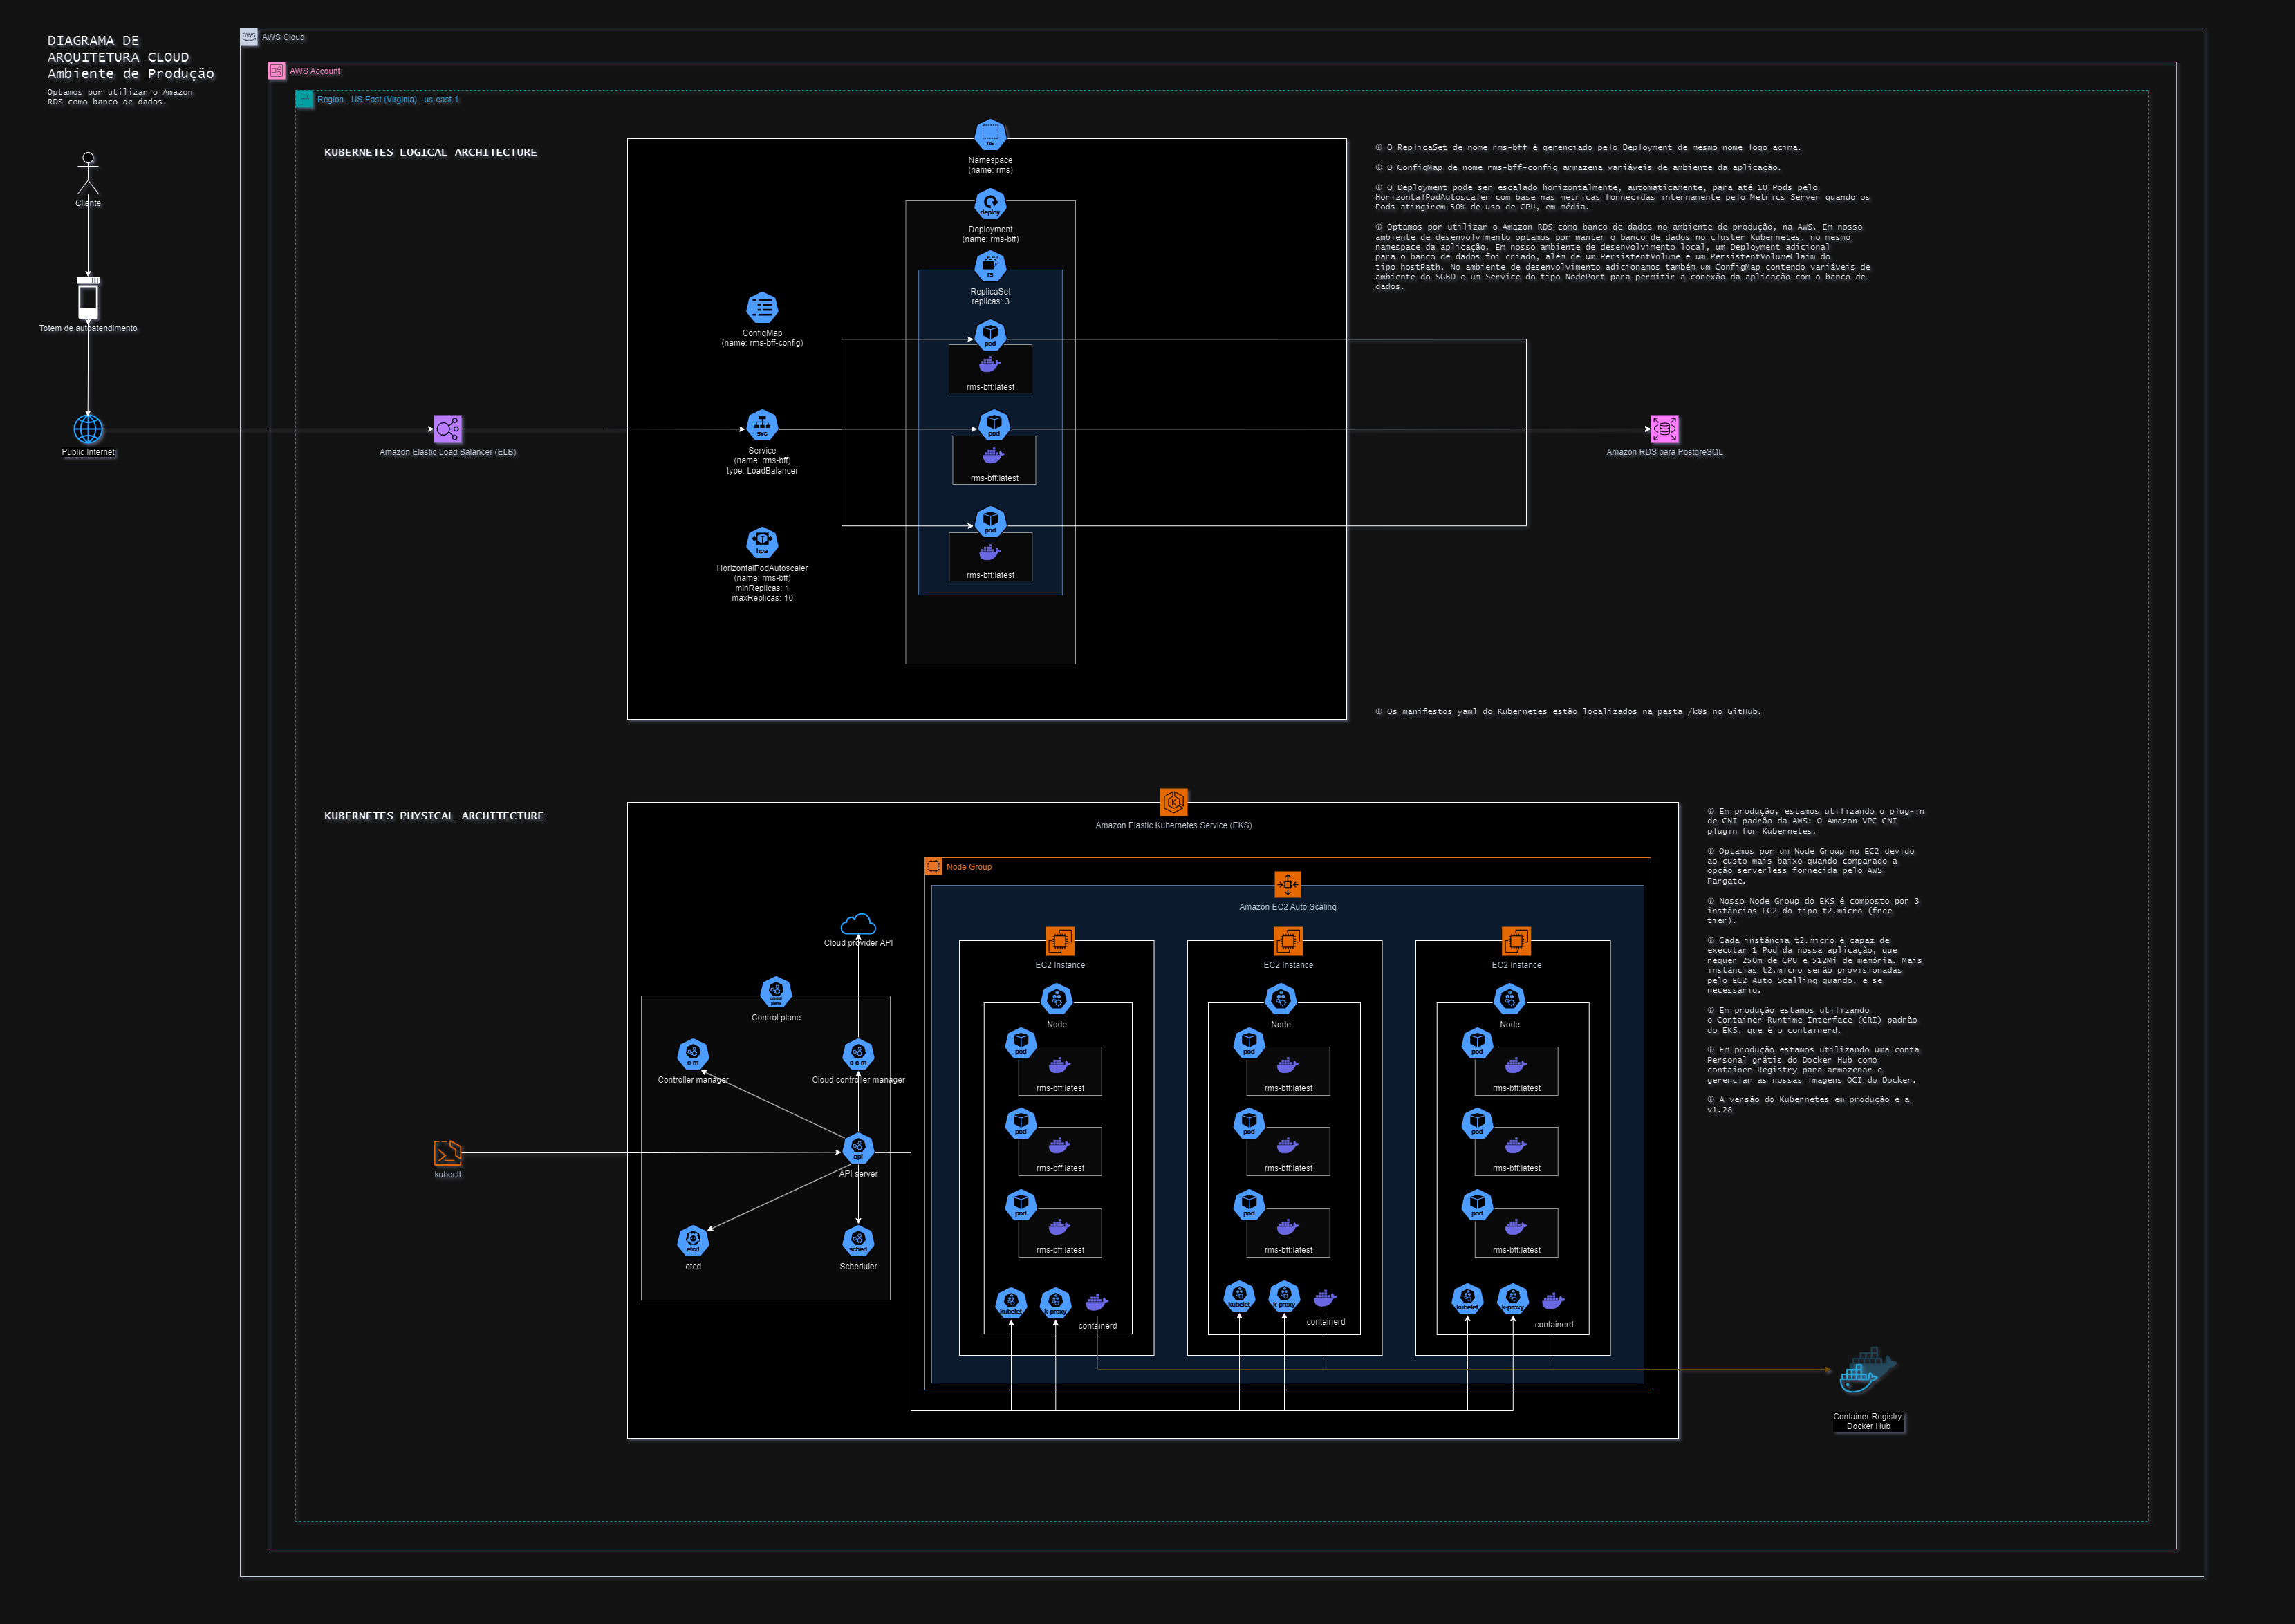 DIAGRAMA DE
ARQUITETURA CLOUD
Ambiente de Produção
Optamos por utilizar o Amazon
RDS como banco de dados.
Cliente
Totem de autoatendimento
Public Internet
aws
AWS Cloud
AWS Account
Region - US East (Virginia) - us-east-1
KUBERNETES LOGICAL ARCHITECTURE
Amazon Elastic Load Balancer (ELB)
ns
Namespace
(name: rms)
deploy
Deployment
(name: rms-bff)
rs
ReplicaSet
replicas: 3
ConfigMap
(name: rms-bff-config)
svc
Service
(name: rms-bff)
type: LoadBalancer
hpa
HorizontalPodAutoscaler
(name: rms-bff)
minReplicas: 1
maxReplicas: 10
pod
rms-bff:latest
pod
rms-bff:latest
pod
rms-bff:latest
Amazon RDS para PostgreSQL
🛈 O ReplicaSet de nome rms-bff é gerenciado pelo Deployment de mesmo nome logo acima.
🛈 O ConfigMap de nome rms-bff-config armazena variáveis de ambiente da aplicação.
🛈 O Deployment pode ser escalado horizontalmente, automaticamente, para até 10 Pods pelo
HorizontalPodAutoscaler com base nas métricas fornecidas internamente pelo Metrics Server quando os
Pods atingirem 50% de uso de CPU, em média.
🛈 Optamos por utilizar o Amazon RDS como banco de dados no ambiente de produção, na AWS. Em nosso
ambiente de desenvolvimento optamos por manter o banco de dados no cluster Kubernetes, no mesmo
namespace da aplicação. Em nosso ambiente de desenvolvimento local, um Deployment adicional
para o banco de dados foi criado, além de um PersistentVolume e um PersistentVolumeClaim do
tipo hostPath. No ambiente de desenvolvimento adicionamos também um ConfigMap contendo variáveis de
ambiente do SGBD e um Service do tipo NodePort para permitir a conexão da aplicação com o banco de
dados.
🛈 Os manifestos yaml do Kubernetes estão localizados na pasta /k8s no GitHub.
KUBERNETES PHYSICAL ARCHITECTURE
Amazon Elastic Kubernetes Service (EKS)
kubectl
Cloud provider API
control plane
Control plane
c-m
Controller manager
c-c-m
Cloud controller manager
api
API server
etcd
etcd
sched
Scheduler
Node Group
Amazon EC2 Auto Scaling
EC2 Instance
Node
pod
rms-bff:latest
pod
rms-bff:latest
pod
rms-bff:latest
kubelet
k-proxy
containerd
EC2 Instance
Node
pod
rms-bff:latest
pod
rms-bff:latest
pod
rms-bff:latest
kubelet
k-proxy
containerd
EC2 Instance
Node
pod
rms-bff:latest
pod
rms-bff:latest
pod
rms-bff:latest
kubelet
k-proxy
containerd
🛈 Em produção, estamos utilizando o plug-in
de CNI padrão da AWS: O Amazon VPC CNI
plugin for Kubernetes.
🛈 Optamos por um Node Group no EC2 devido
ao custo mais baixo quando comparado a
opção serverless fornecida pelo AWS
Fargate.
🛈 Nosso Node Group do EKS é composto por 3
instâncias EC2 do tipo t2.micro (free
tier).
🛈 Cada instância t2.micro é capaz de
executar 1 Pod da nossa aplicação, que
requer 250m de CPU e 512Mi de memória. Mais
instâncias t2.micro serão provisionadas
pelo EC2 Auto Scalling quando, e se
necessário.
🛈 Em produção estamos utilizando
o Container Runtime Interface (CRI) padrão
do EKS, que é o containerd.
🛈 Em produção estamos utilizando uma conta
Personal grátis do Docker Hub como
container Registry para armazenar e
gerenciar as nossas imagens OCI do Docker.
🛈 A versão do Kubernetes em produção é a
v1.28
Container Registry:
Docker Hub